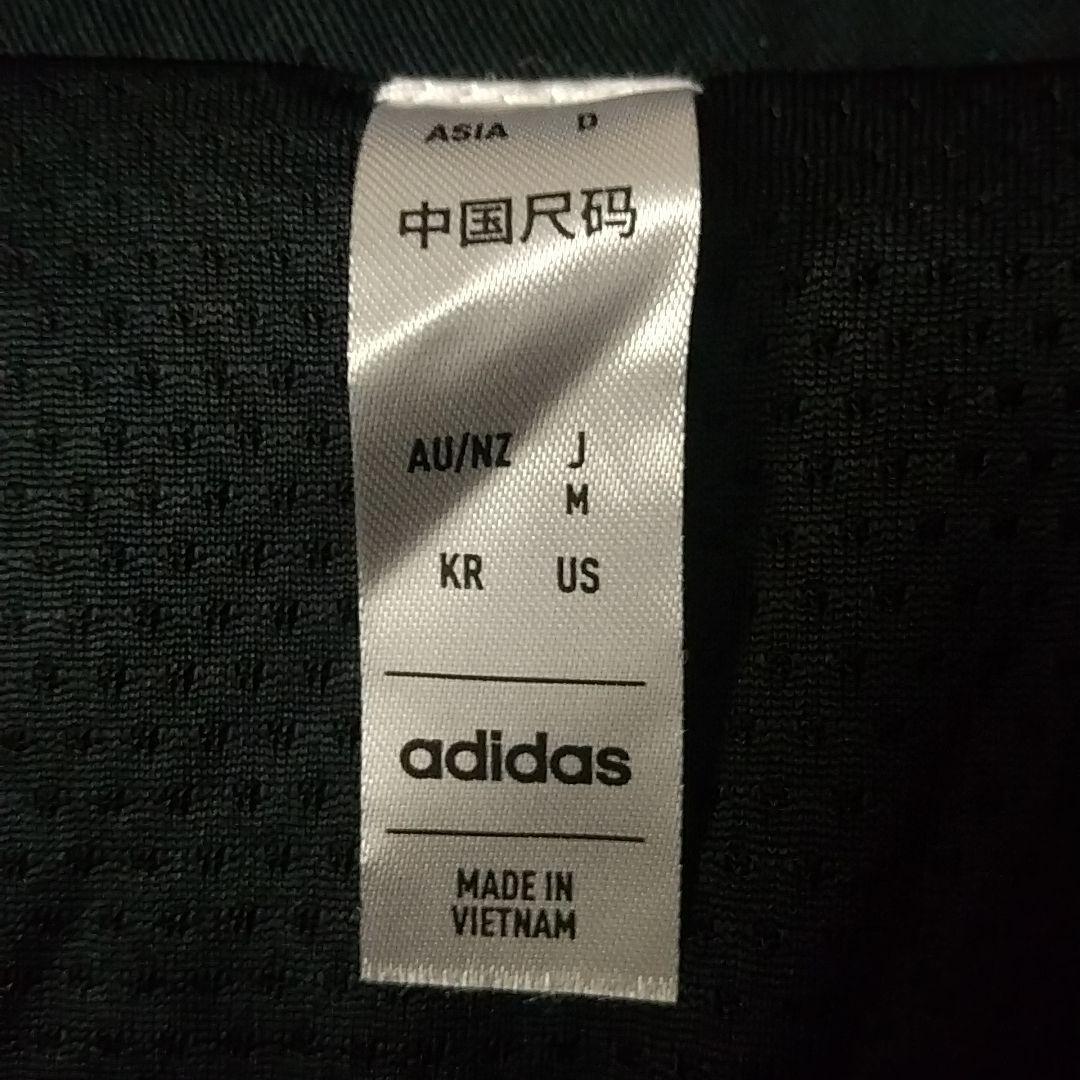 ASIA D
中国尺码
AU/NZ J
M
KR US
adidas
MADE IN
VIETNAM